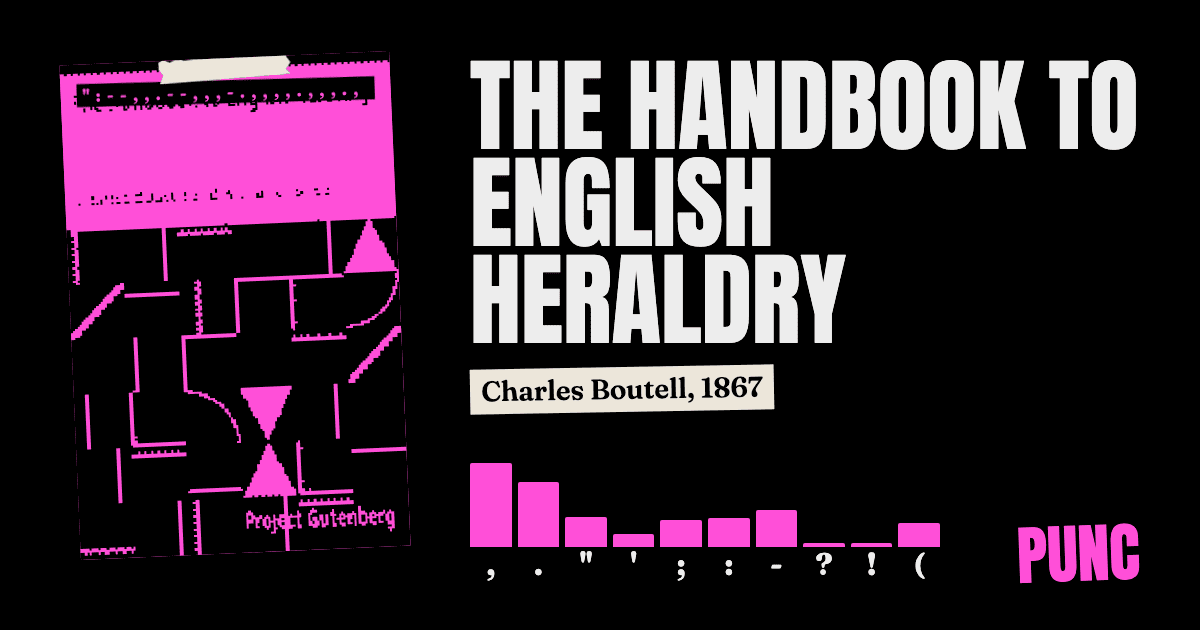 THE HANDBOOK TO
ENGLISH
HERALDRY
Charles Boutell, 1867
Project Gutenberg
, . " ' ; : - ? ! (
PUNC